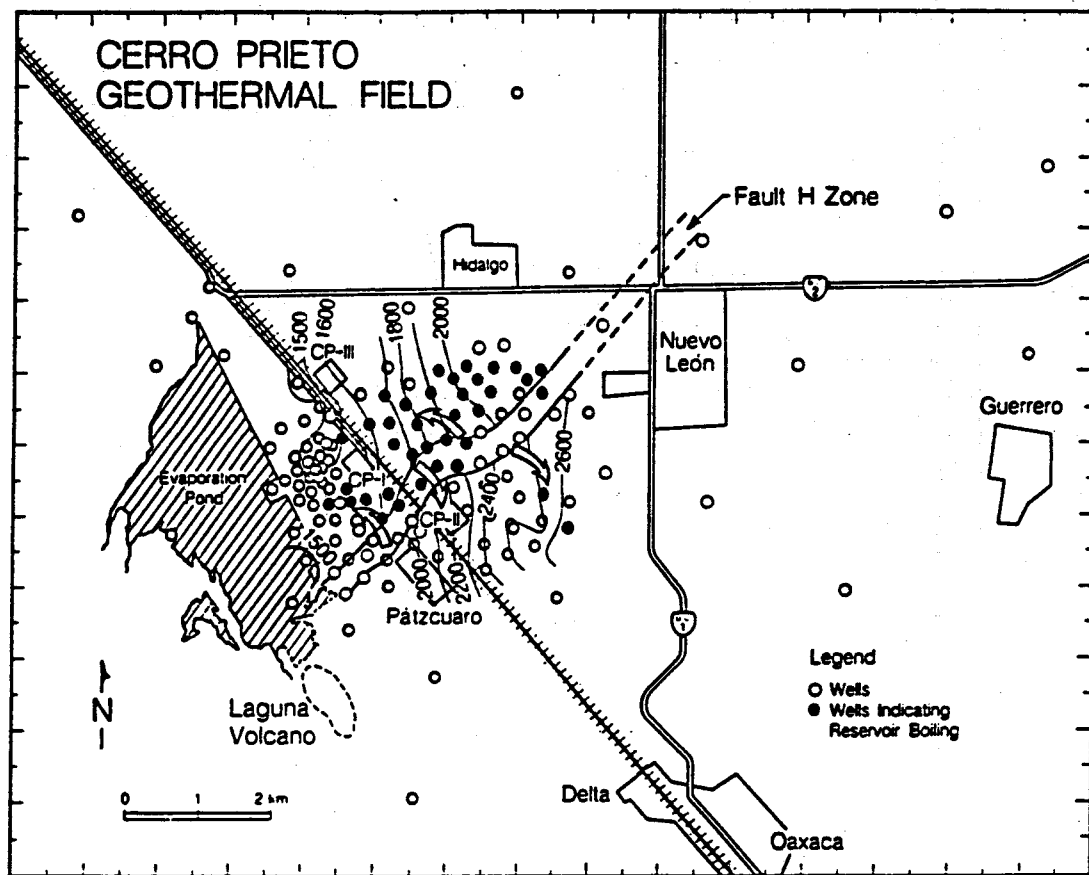 CERRO PRIETO
GEOTHERMAL FIELD
Fault H Zone
Hidalgo
2
1500
1600
1800
2000
CP-III
Nuevo
León
Guerrero
2600
Evaporation
Pond
CP-I
2400
CP-II
2000
2200
Pátzcuaro
1
N
Laguna
Volcano
Legend
Wells
Wells Indicating
Reservoir Boiling
0 1 2 km
Delta
Oaxaca